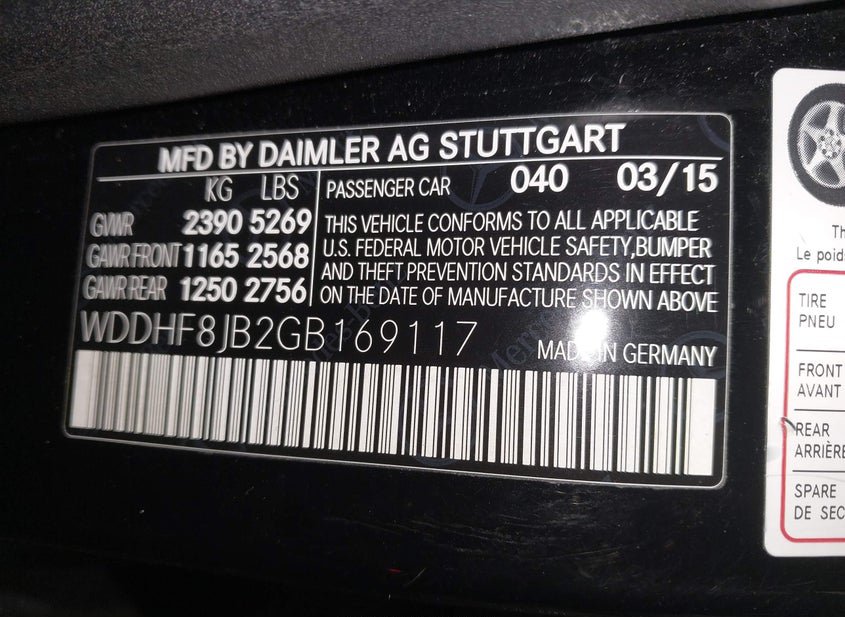 MFD BY DAIMLER AG STUTTGART
KG LBS
GVWR 2390 5269
GAWR FRONT 1165 2568
GAWR REAR 1250 2756
PASSENGER CAR 040 03/15
THIS VEHICLE CONFORMS TO ALL APPLICABLE
U.S. FEDERAL MOTOR VEHICLE SAFETY,BUMPER
AND THEFT PREVENTION STANDARDS IN EFFECT
ON THE DATE OF MANUFACTURE SHOWN ABOVE
WDDHF8JB2GB169117
MADE IN GERMANY
Th
Le poid
TIRE
PNEU
FRONT
AVANT
REAR
ARRIÈRE
SPARE
DE SEC